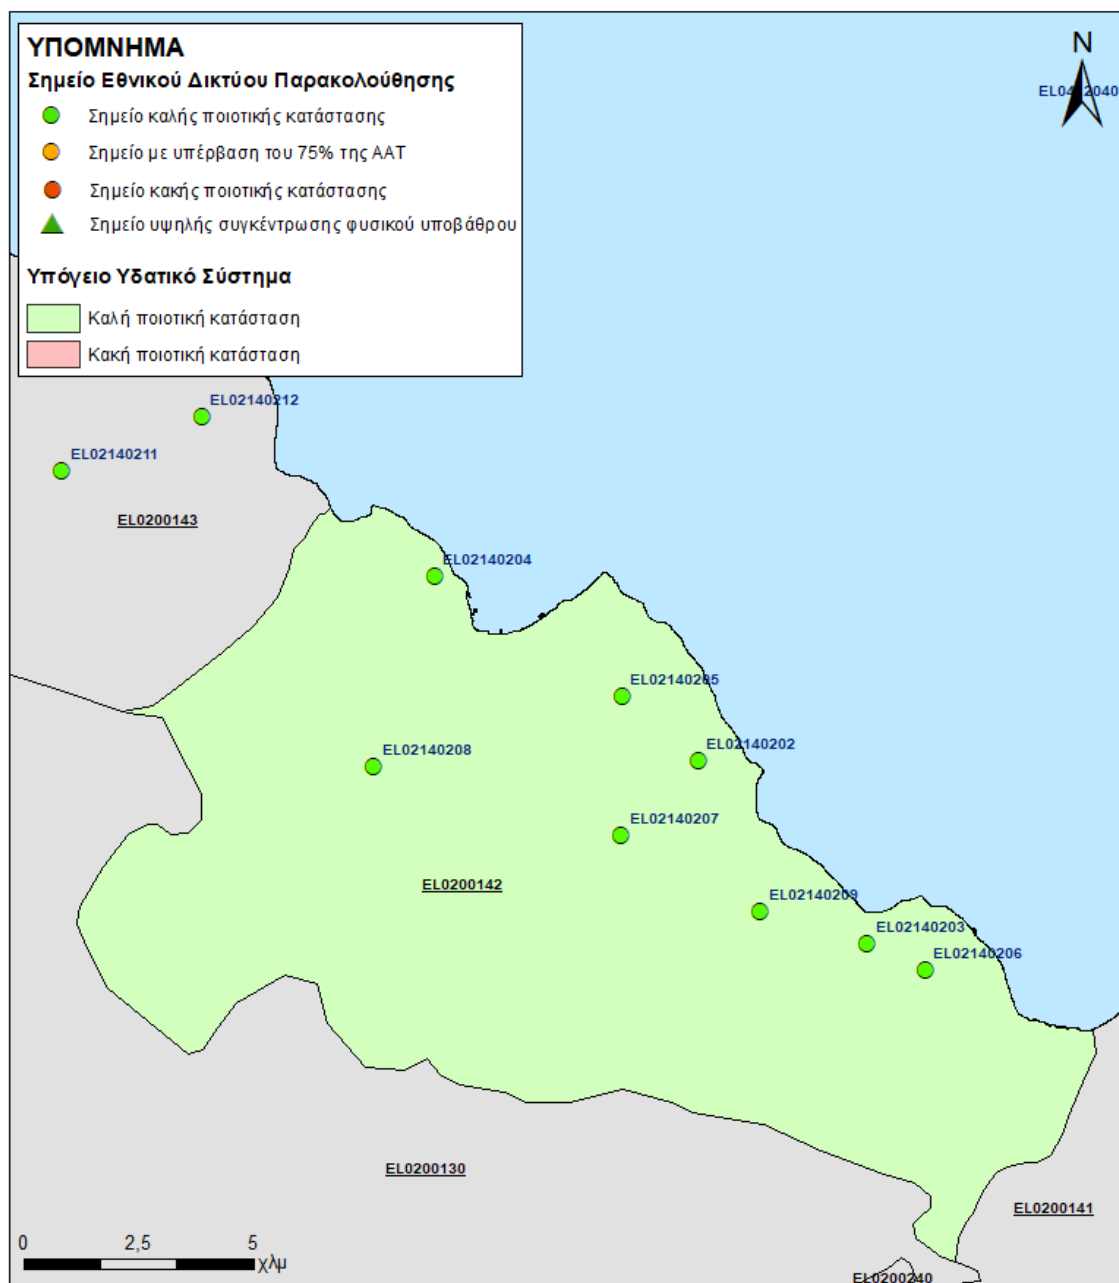 ΥΠΟΜΝΗΜΑ
Σημείο Εθνικού Δικτύου Παρακολούθησης
Σημείο καλής ποιοτικής κατάστασης
Σημείο με υπέρβαση του 75% της ΑΑΤ
Σημείο κακής ποιοτικής κατάστασης
Σημείο υψηλής συγκέντρωσης φυσικού υποβάθρου
Υπόγειο Υδατικό Σύστημα
Καλή ποιοτική κατάσταση
Κακή ποιοτική κατάσταση
N
EL02140212
EL02140211
EL0200143
EL02140204
EL02140205
EL02140202
EL02140208
EL02140207
EL0200142
EL02140209
EL02140203
EL02140206
EL0200130
EL0200141
0 2,5 5
χλμ
EL0200240